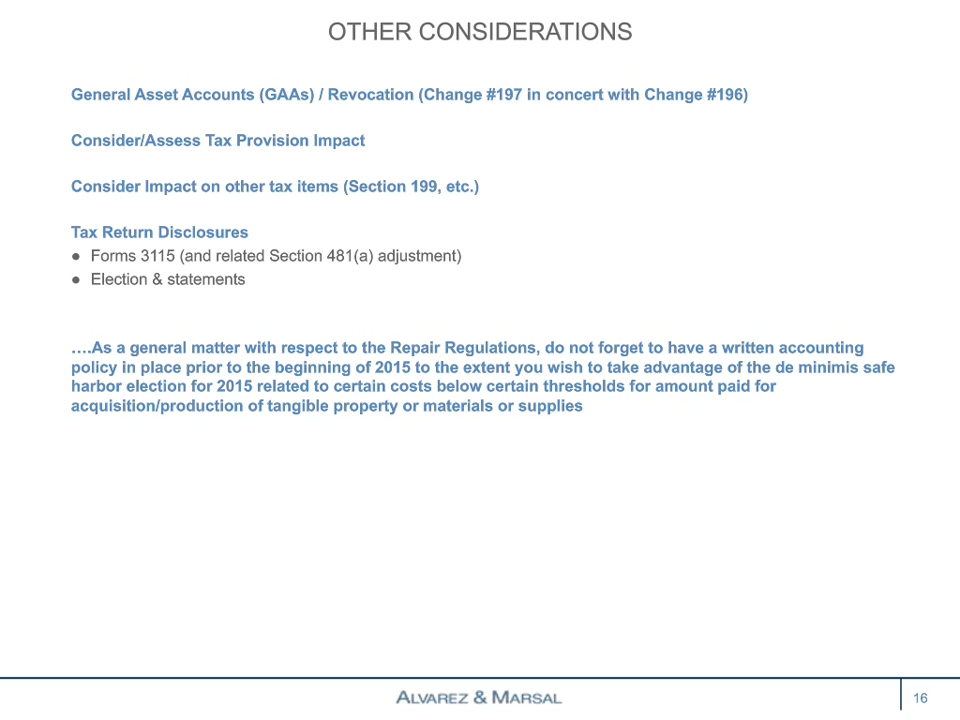 OTHER CONSIDERATIONS
General Asset Accounts (GAAs) / Revocation (Change #197 in concert with Change #196)
Consider/Assess Tax Provision Impact
Consider Impact on other tax items (Section 199, etc.)
Tax Return Disclosures
● Forms 3115 (and related Section 481(a) adjustment)
● Election & statements
….As a general matter with respect to the Repair Regulations, do not forget to have a written accounting
policy in place prior to the beginning of 2015 to the extent you wish to take advantage of the de minimis safe
harbor election for 2015 related to certain costs below certain thresholds for amount paid for
acquisition/production of tangible property or materials or supplies
ALVAREZ & MARSAL
16